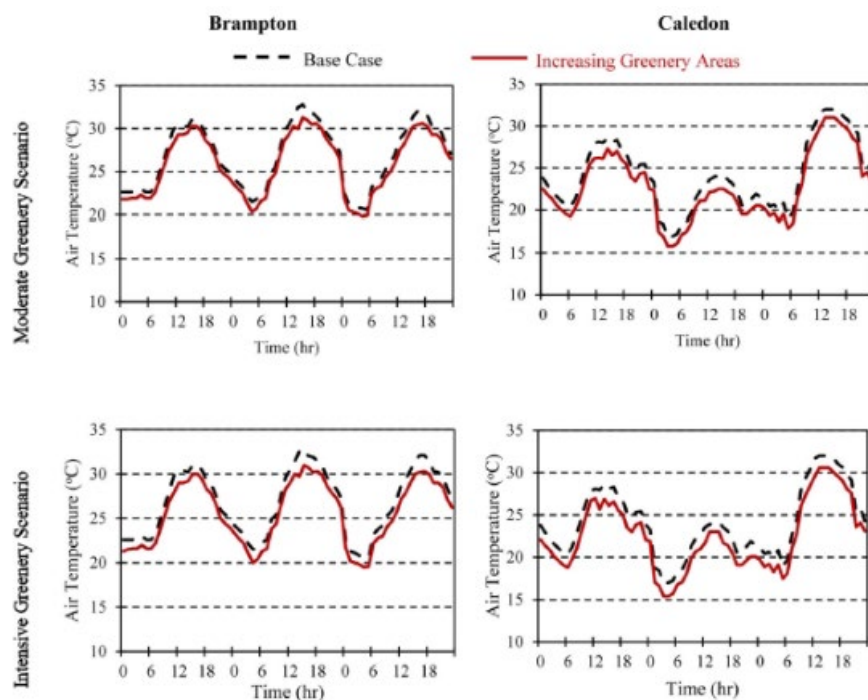 Brampton Caledon
Base Case Increasing Greenery Areas
Moderate Greenery Scenario
Air Temperature (°C)
35
30
25
20
15
10
0 6 12 18 0 6 12 18 0 6 12 18
Time (hr)
Air Temperature (°C)
35
30
25
20
15
10
0 6 12 18 0 6 12 18 0 6 12 18
Time (hr)
Intensive Greenery Scenario
Air Temperature (°C)
35
30
25
20
15
10
0 6 12 18 0 6 12 18 0 6 12 18
Time (hr)
Air Temperature (°C)
35
30
25
20
15
10
0 6 12 18 0 6 12 18 0 6 12 18
Time (hr)